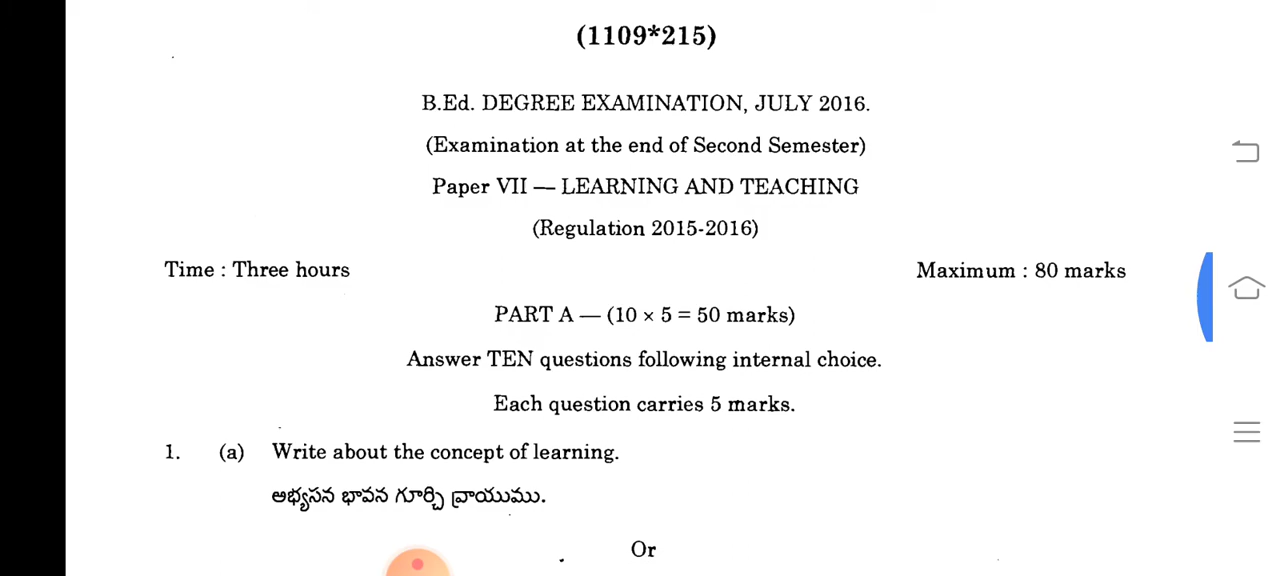 (1109*215)
B.Ed. DEGREE EXAMINATION, JULY 2016.
(Examination at the end of Second Semester)
Paper VII — LEARNING AND TEACHING
(Regulation 2015-2016)
Time : Three hours Maximum : 80 marks
PART A — (10 × 5 = 50 marks)
Answer TEN questions following internal choice.
Each question carries 5 marks.
1. (a) Write about the concept of learning.
అభ్యసన భావన గూర్చి వ్రాయుము.
Or